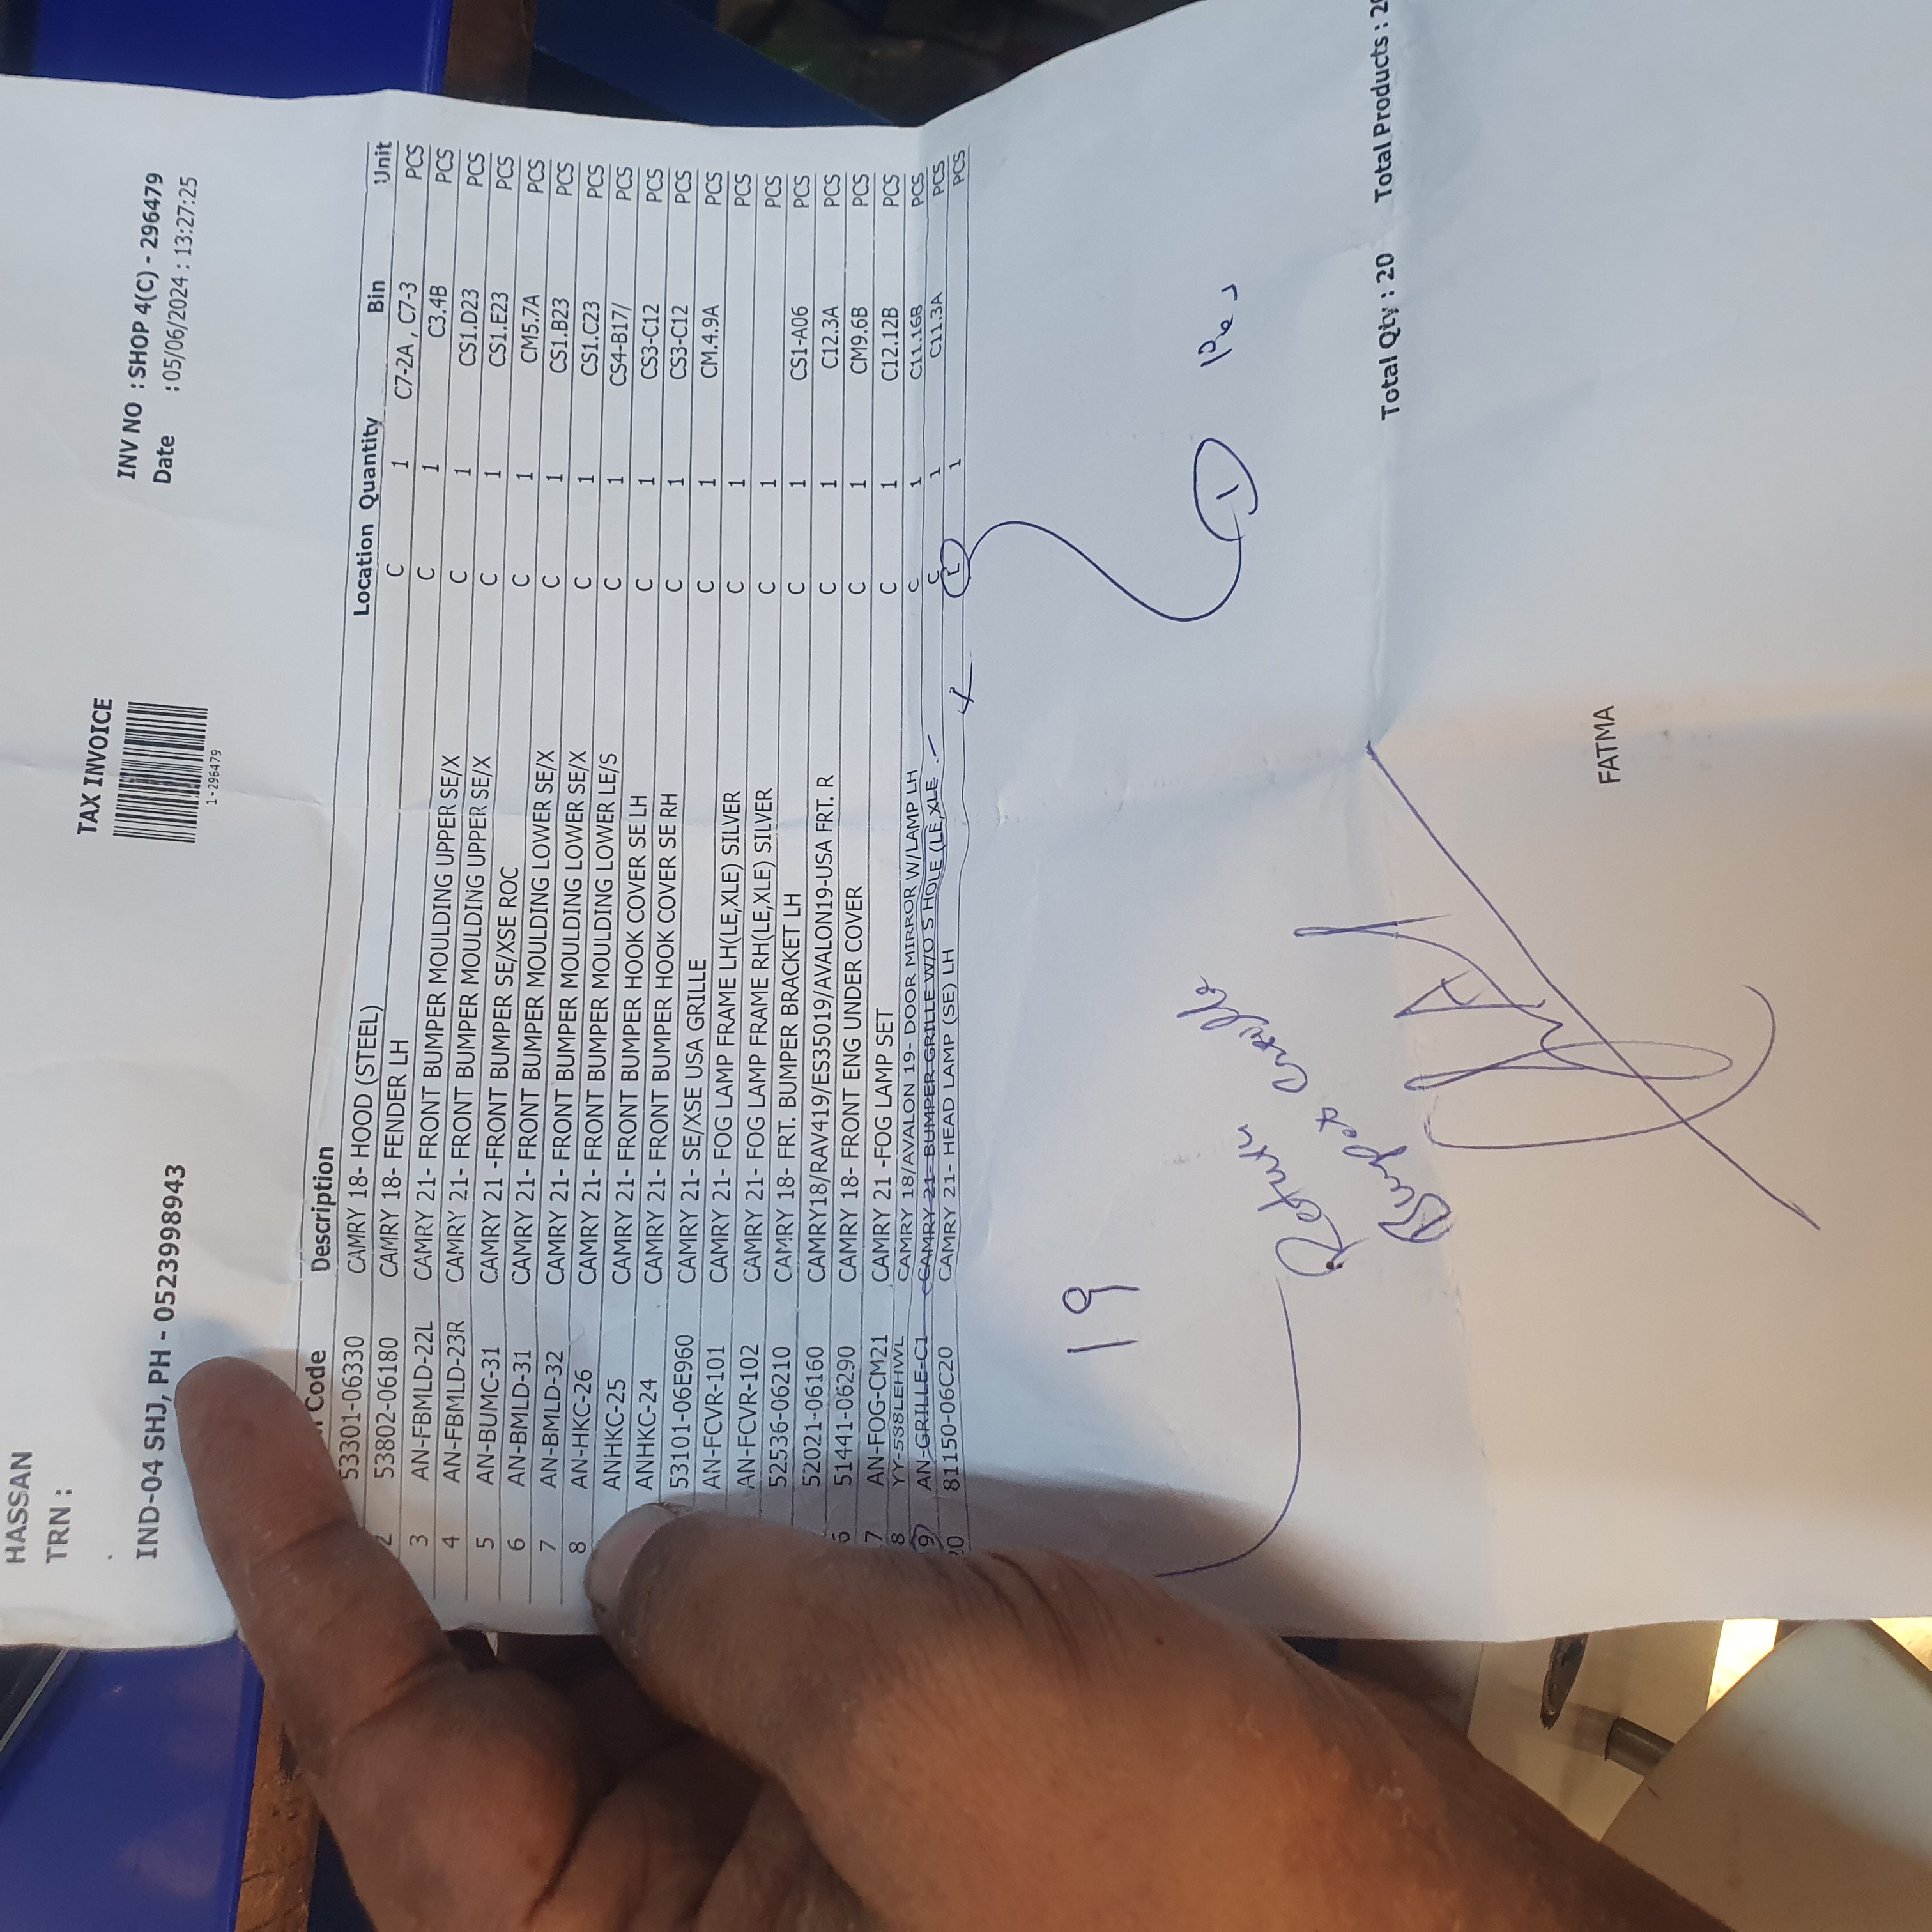 HASSAN
TRN :
.
IND-04 SHJ, PH - 0523998943
TAX INVOICE
1-296479
INV NO : SHOP 4(C) - 296479
Date : 05/06/2024 : 13:27:25
Code Description Location Quantity Bin Unit
53301-06330 CAMRY 18- HOOD (STEEL) C 1 C7-2A , C7-3 PCS
2 53802-06180 CAMRY 18- FENDER LH C 1 C3.4B PCS
3 AN-FBMLD-22L CAMRY 21- FRONT BUMPER MOULDING UPPER SE/X C 1 CS1.D23 PCS
4 AN-FBMLD-23R CAMRY 21- FRONT BUMPER MOULDING UPPER SE/X C 1 CS1.E23 PCS
5 AN-BUMC-31 CAMRY 21 -FRONT BUMPER SE/XSE ROC C 1 CM5.7A PCS
6 AN-BMLD-31 CAMRY 21- FRONT BUMPER MOULDING LOWER SE/X C 1 CS1.B23 PCS
7 AN-BMLD-32 CAMRY 21- FRONT BUMPER MOULDING LOWER SE/X C 1 CS1.C23 PCS
8 AN-HKC-26 CAMRY 21- FRONT BUMPER MOULDING LOWER LE/S C 1 CS4-B17/ PCS
ANHKC-25 CAMRY 21- FRONT BUMPER HOOK COVER SE LH C 1 CS3-C12 PCS
ANHKC-24 CAMRY 21- FRONT BUMPER HOOK COVER SE RH C 1 CS3-C12 PCS
53101-06E960 CAMRY 21- SE/XSE USA GRILLE C 1 CM.4.9A PCS
AN-FCVR-101 CAMRY 21- FOG LAMP FRAME LH(LE,XLE) SILVER C 1 PCS
AN-FCVR-102 CAMRY 21- FOG LAMP FRAME RH(LE,XLE) SILVER C 1 PCS
52536-06210 CAMRY 18- FRT. BUMPER BRACKET LH C 1 CS1-A06 PCS
52021-06160 CAMRY18/RAV419/ES35019/AVALON19-USA FRT. R C 1 C12.3A PCS
6 51441-06290 CAMRY 18- FRONT ENG UNDER COVER C 1 CM9.6B PCS
7 AN-FOG-CM21 CAMRY 21 -FOG LAMP SET C 1 C12.12B PCS
8 YY-588LEHWL CAMRY 18/AVALON 19- DOOR MIRROR W/LAMP LH C 1 C11.16B PCS
9 AN-GRILLE-C1 CAMRY 21- BUMPER GRILLE W/O S HOLE (LE,XLE C 1 C11.3A PCS
20 81150-06C20 CAMRY 21- HEAD LAMP (SE) LH 1 PCS
19
1
Return
Total Qty : 20 Total Products : 2
FATMA